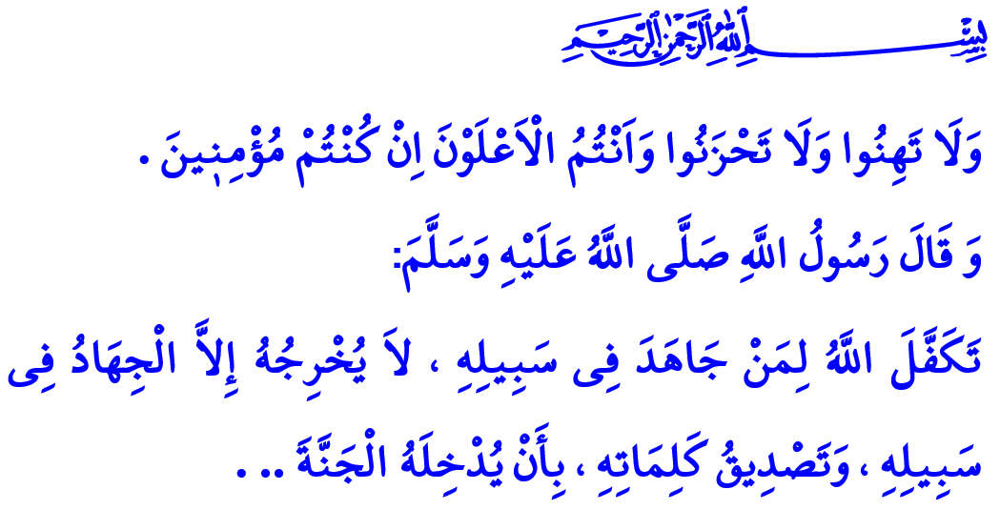 بِسْمِ اللّٰهِ الرَّحْمٰنِ الرَّحِيمِ
وَلَا تَهِنُوا وَلَا تَحْزَنُوا وَاَنْتُمُ الْاَعْلَوْنَ اِنْ كُنْتُمْ مُؤْمِنٖينَ .
وَ قَالَ رَسُولُ اللَّهِ صَلَّى اللَّهُ عَلَيْهِ وَسَلَّمَ:
تَكَفَّلَ اللَّهُ لِمَنْ جَاهَدَ فِى سَبِيلِهِ ، لاَ يُخْرِجُهُ إِلاَّ الْجِهَادُ فِى
سَبِيلِهِ ، وَتَصْدِيقُ كَلِمَاتِهِ ، بِأَنْ يُدْخِلَهُ الْجَنَّةَ .. .